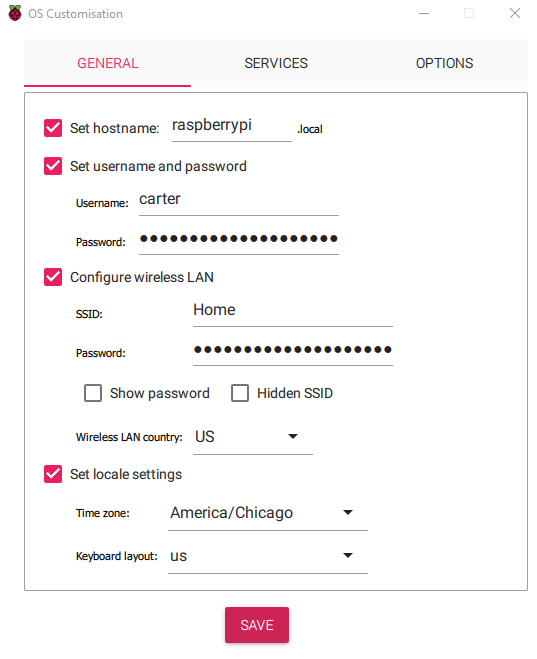 OS Customisation
GENERAL SERVICES OPTIONS
Set hostname: raspberrypi .local
Set username and password
Username: carter
Password: ●●●●●●●●●●●●●●●●●●●●
Configure wireless LAN
SSID: Home
Password: ●●●●●●●●●●●●●●●●●●●●
Show password Hidden SSID
Wireless LAN country: US
Set locale settings
Time zone: America/Chicago
Keyboard layout: us
SAVE